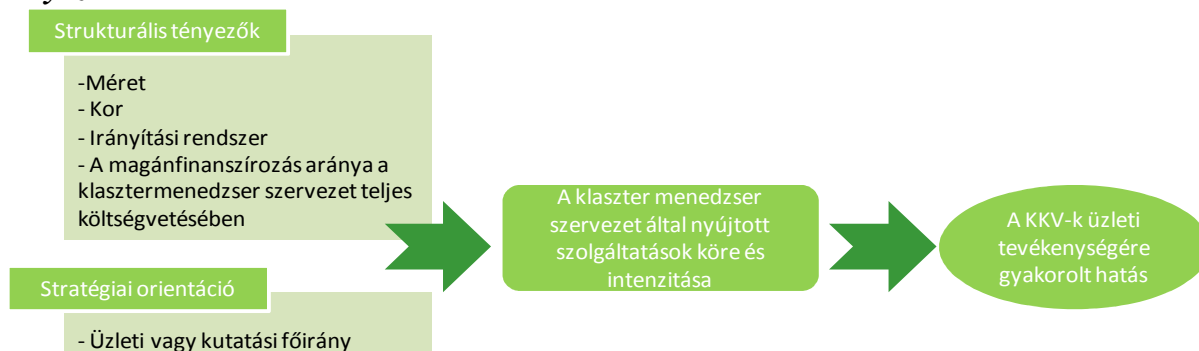 Strukturális tényezők
-Méret
- Kor
- Irányítási rendszer
- A magánfinanszírozás aránya a
klasztermenedzser szervezet teljes
költségvetésében
A klaszter menedzser
szervezet által nyújtott
szolgáltatások köre és
intenzitása
A KKV-k üzleti
tevékenységére
gyakorolt hatás
Stratégiai orientáció
- Üzleti vagy kutatási főirány